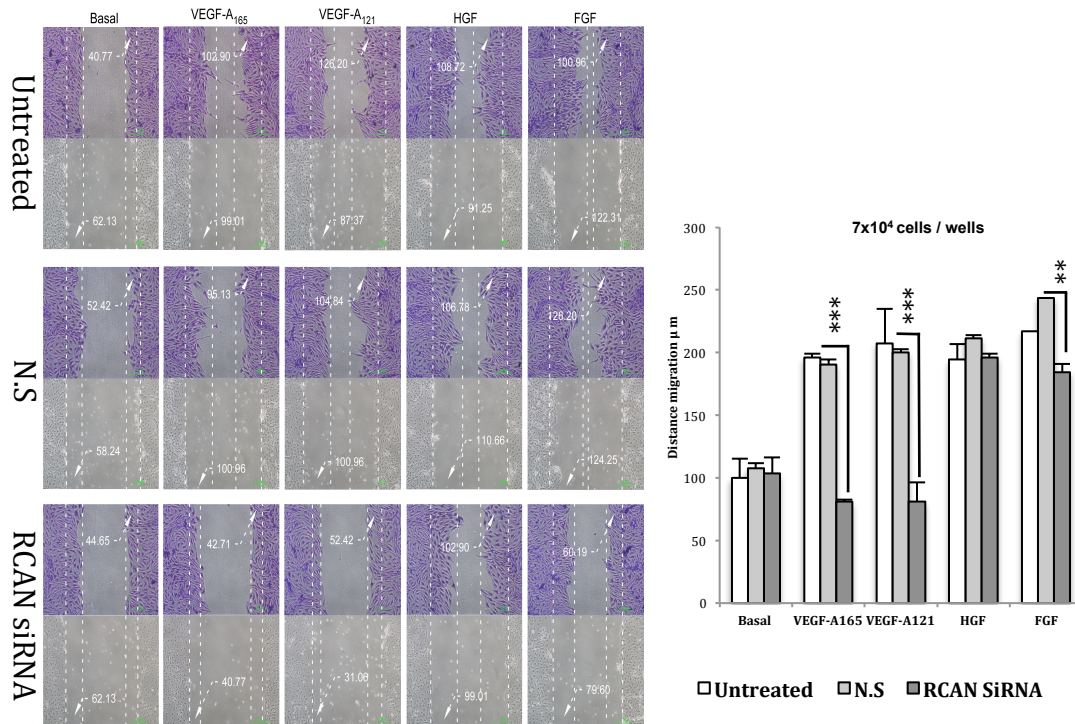 Basal VEGF-A165 VEGF-A121 HGF FGF
Untreated
40.77 102.90 126.20 108.72 100.96
62.13 99.01 87.37 91.25 122.31
N.S
52.42 95.13 104.84 106.78 126.20
58.24 100.96 100.96 110.66 124.25
RCAN siRNA
44.65 42.71 52.42 102.90 60.19
62.13 40.77 31.06 99.01 79.60
7x10⁴ cells / wells
Distance migration µ m
300
250
200
150
100
50
0
***
***
**
Basal VEGF-A165 VEGF-A121 HGF FGF
Untreated N.S RCAN SiRNA